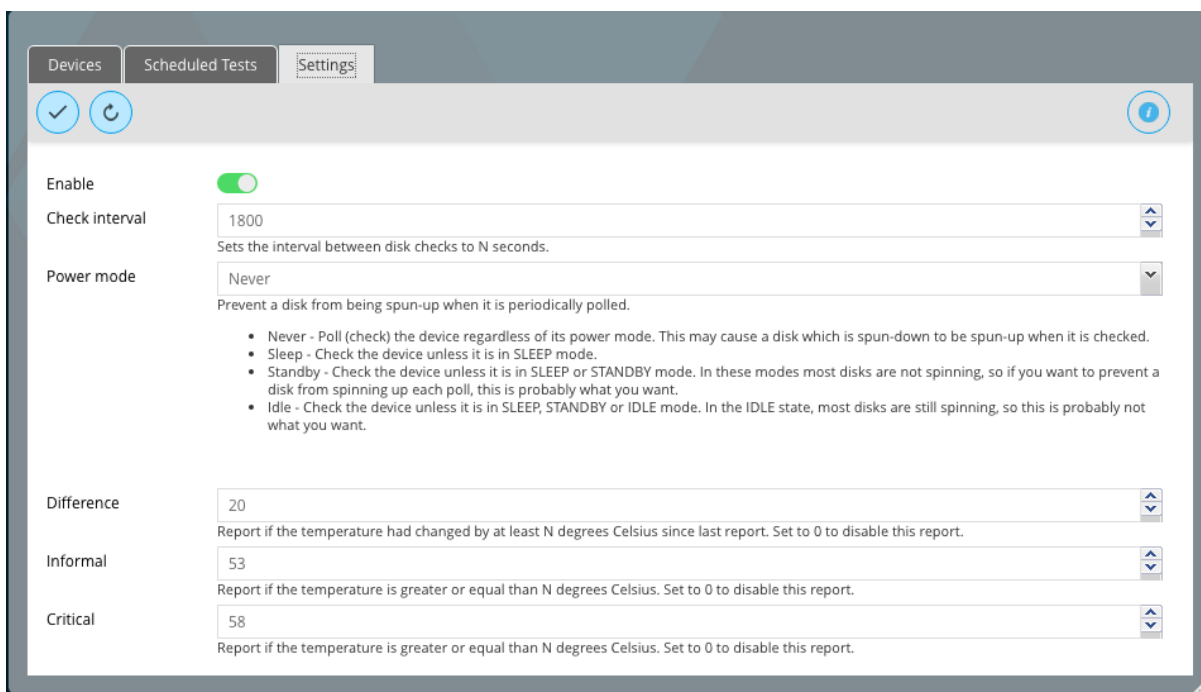 Devices
Scheduled Tests
Settings
i
Enable
Check interval
1800
Sets the interval between disk checks to N seconds.
Power mode
Never
Prevent a disk from being spun-up when it is periodically polled.
• Never - Poll (check) the device regardless of its power mode. This may cause a disk which is spun-down to be spun-up when it is checked.
• Sleep - Check the device unless it is in SLEEP mode.
• Standby - Check the device unless it is in SLEEP or STANDBY mode. In these modes most disks are not spinning, so if you want to prevent a
disk from spinning up each poll, this is probably what you want.
• Idle - Check the device unless it is in SLEEP, STANDBY or IDLE mode. In the IDLE state, most disks are still spinning, so this is probably not
what you want.
Difference
20
Report if the temperature had changed by at least N degrees Celsius since last report. Set to 0 to disable this report.
Informal
53
Report if the temperature is greater or equal than N degrees Celsius. Set to 0 to disable this report.
Critical
58
Report if the temperature is greater or equal than N degrees Celsius. Set to 0 to disable this report.